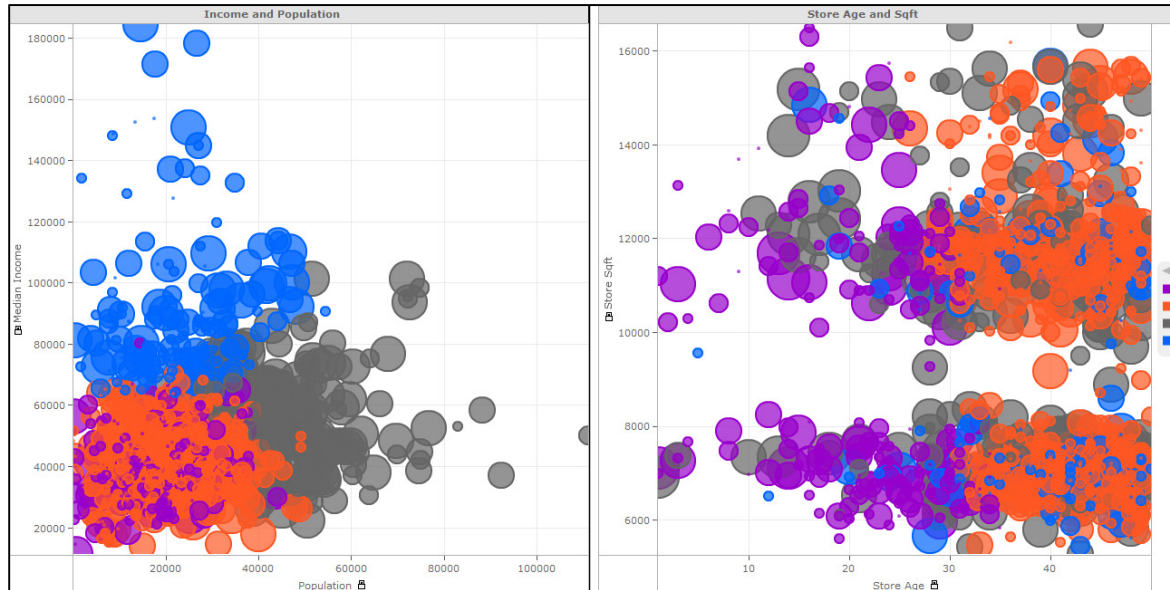 Income and Population
Store Age and Sqft
180000
160000
140000
120000
100000
80000
60000
40000
20000
Median Income
20000 40000 60000 80000 100000
Population
16000
14000
12000
10000
8000
6000
Store Sqft
10 20 30 40
Store Age